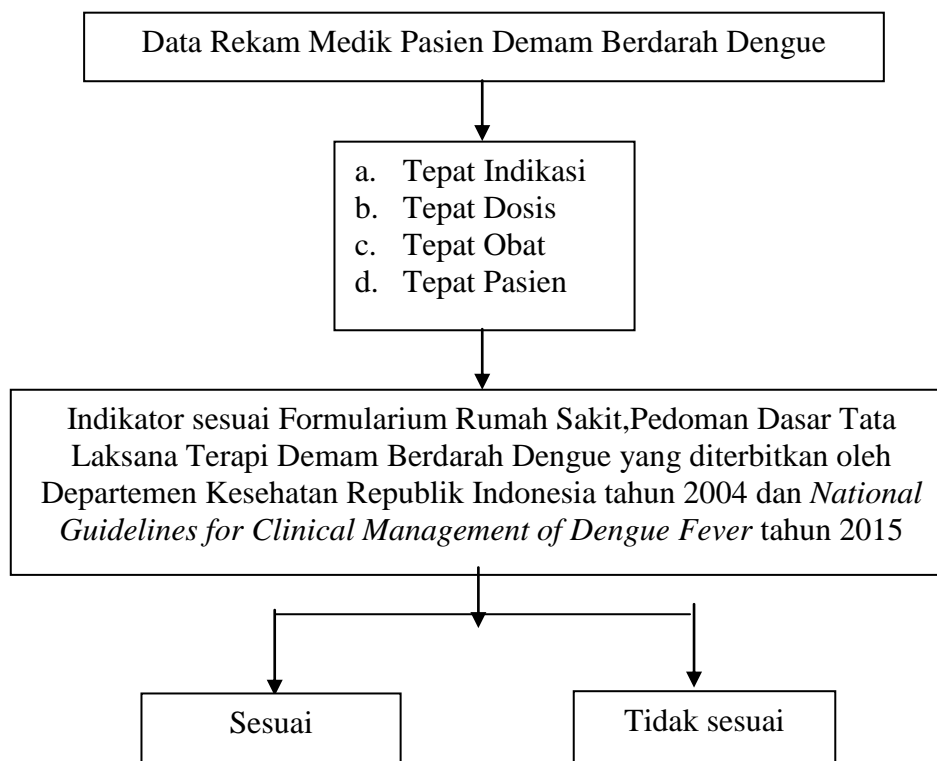 Data Rekam Medik Pasien Demam Berdarah Dengue
a. Tepat Indikasi
b. Tepat Dosis
c. Tepat Obat
d. Tepat Pasien
Indikator sesuai Formularium Rumah Sakit,Pedoman Dasar Tata
Laksana Terapi Demam Berdarah Dengue yang diterbitkan oleh
Departemen Kesehatan Republik Indonesia tahun 2004 dan National
Guidelines for Clinical Management of Dengue Fever tahun 2015
Sesuai
Tidak sesuai